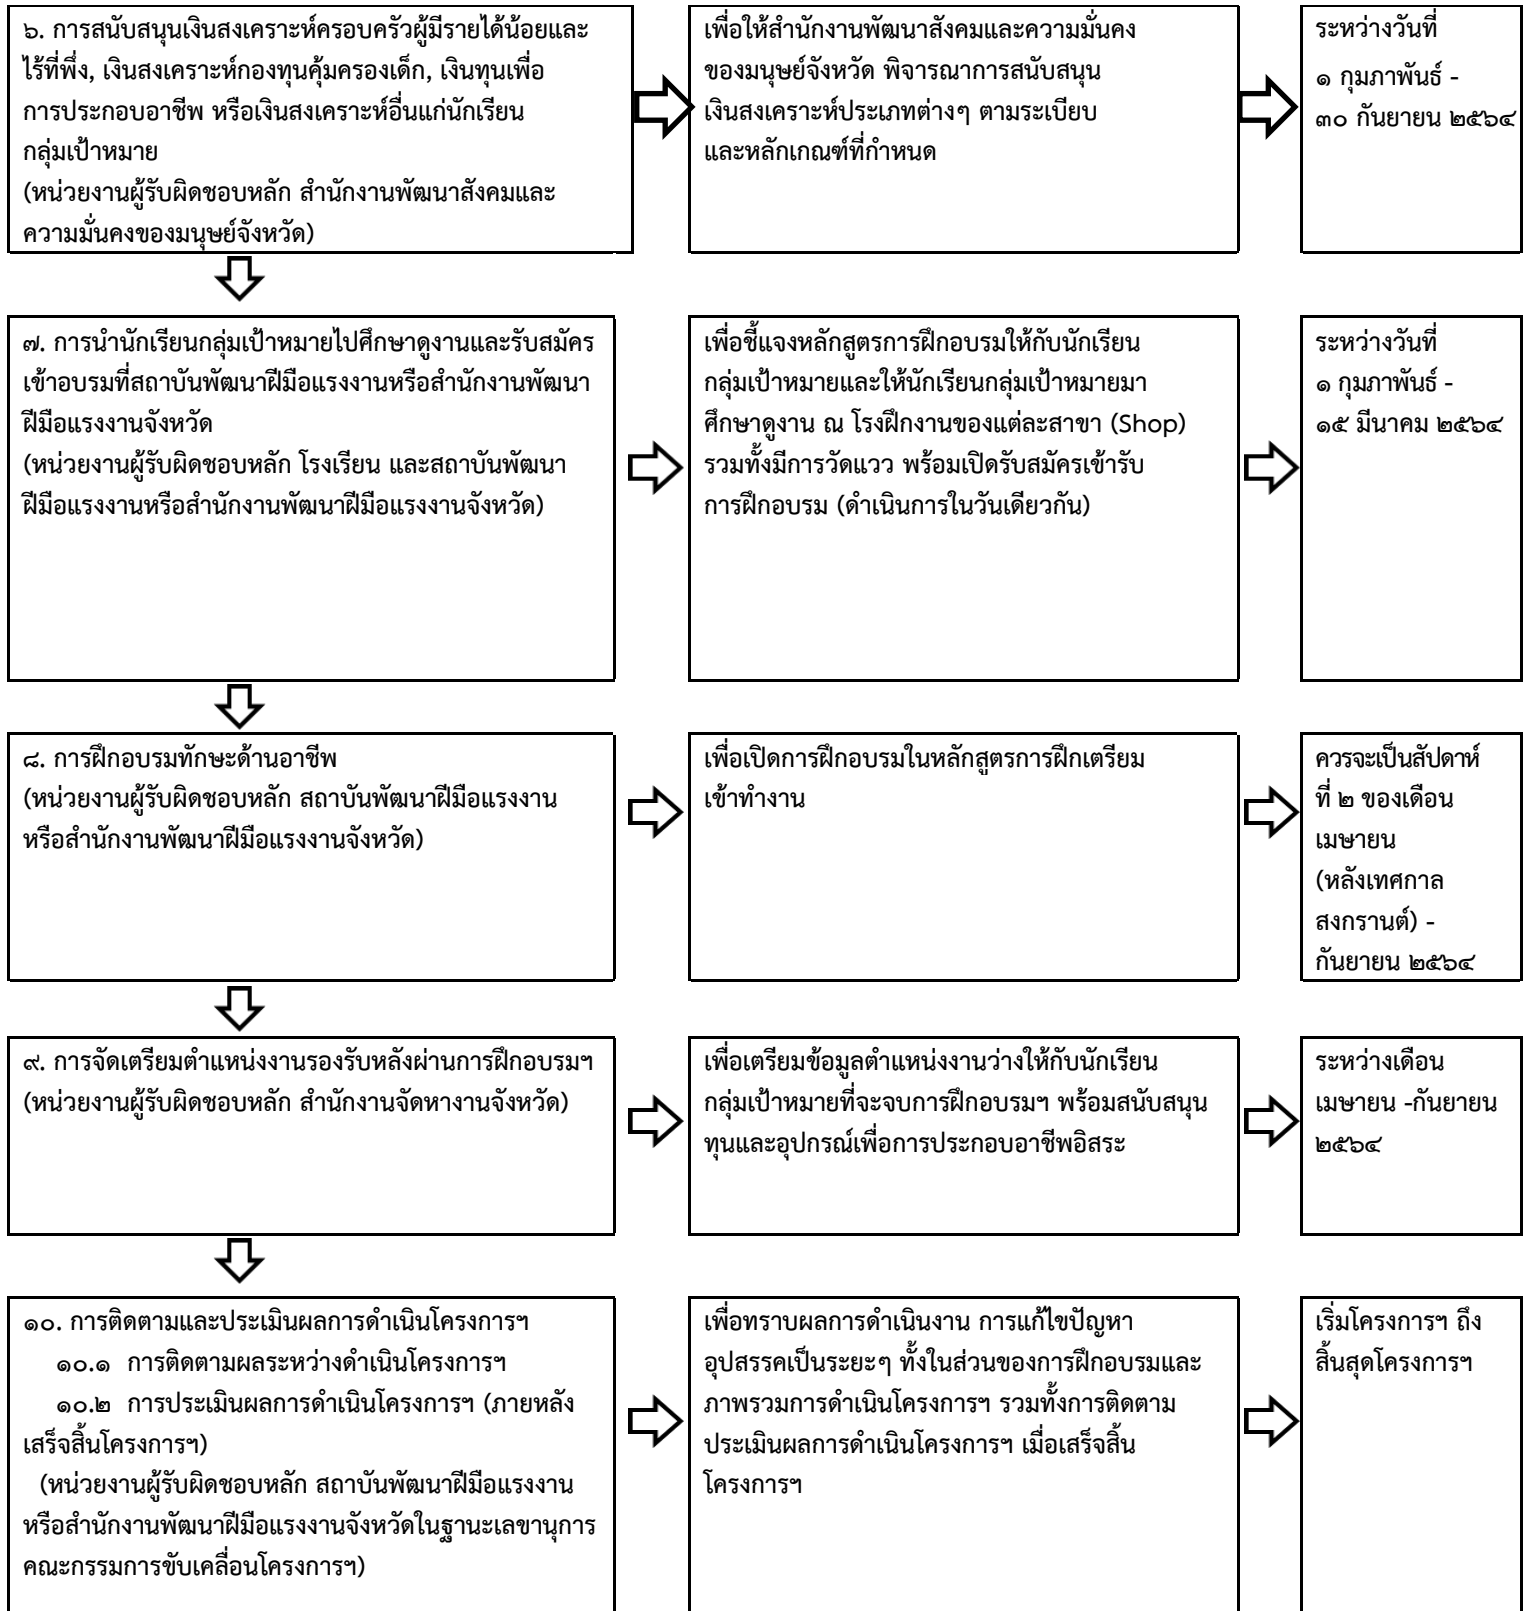 ๖. การสนับสนุนเงินสงเคราะห์ครอบครัวผู้มีรายได้น้อยและ
ไร้ที่พึ่ง, เงินสงเคราะห์กองทุนคุ้มครองเด็ก, เงินทุนเพื่อ
การประกอบอาชีพ หรือเงินสงเคราะห์อื่นแก่นักเรียน
กลุ่มเป้าหมาย
(หน่วยงานผู้รับผิดชอบหลัก สำนักงานพัฒนาสังคมและ
ความมั่นคงของมนุษย์จังหวัด)
เพื่อให้สำนักงานพัฒนาสังคมและความมั่นคง
ของมนุษย์จังหวัด พิจารณาการสนับสนุน
เงินสงเคราะห์ประเภทต่างๆ ตามระเบียบ
และหลักเกณฑ์ที่กำหนด
ระหว่างวันที่
๑ กุมภาพันธ์ -
๓๐ กันยายน ๒๕๖๔
๗. การนำนักเรียนกลุ่มเป้าหมายไปศึกษาดูงานและรับสมัคร
เข้าอบรมที่สถาบันพัฒนาฝีมือแรงงานหรือสำนักงานพัฒนา
ฝีมือแรงงานจังหวัด
(หน่วยงานผู้รับผิดชอบหลัก โรงเรียน และสถาบันพัฒนา
ฝีมือแรงงานหรือสำนักงานพัฒนาฝีมือแรงงานจังหวัด)
เพื่อชี้แจงหลักสูตรการฝึกอบรมให้กับนักเรียน
กลุ่มเป้าหมายและให้นักเรียนกลุ่มเป้าหมายมา
ศึกษาดูงาน ณ โรงฝึกงานของแต่ละสาขา (Shop)
รวมทั้งมีการวัดแวว พร้อมเปิดรับสมัครเข้ารับ
การฝึกอบรม (ดำเนินการในวันเดียวกัน)
ระหว่างวันที่
๑ กุมภาพันธ์ -
๑๕ มีนาคม ๒๕๖๔
๘. การฝึกอบรมทักษะด้านอาชีพ
(หน่วยงานผู้รับผิดชอบหลัก สถาบันพัฒนาฝีมือแรงงาน
หรือสำนักงานพัฒนาฝีมือแรงงานจังหวัด)
เพื่อเปิดการฝึกอบรมในหลักสูตรการฝึกเตรียม
เข้าทำงาน
ควรจะเป็นสัปดาห์
ที่ ๒ ของเดือน
เมษายน
(หลังเทศกาล
สงกรานต์) -
กันยายน ๒๕๖๔
๙. การจัดเตรียมตำแหน่งงานรองรับหลังผ่านการฝึกอบรมฯ
(หน่วยงานผู้รับผิดชอบหลัก สำนักงานจัดหางานจังหวัด)
เพื่อเตรียมข้อมูลตำแหน่งงานว่างให้กับนักเรียน
กลุ่มเป้าหมายที่จะจบการฝึกอบรมฯ พร้อมสนับสนุน
ทุนและอุปกรณ์เพื่อการประกอบอาชีพอิสระ
ระหว่างเดือน
เมษายน -กันยายน
๒๕๖๔
๑๐. การติดตามและประเมินผลการดำเนินโครงการฯ
๑๐.๑ การติดตามผลระหว่างดำเนินโครงการฯ
๑๐.๒ การประเมินผลการดำเนินโครงการฯ (ภายหลัง
เสร็จสิ้นโครงการฯ)
(หน่วยงานผู้รับผิดชอบหลัก สถาบันพัฒนาฝีมือแรงงาน
หรือสำนักงานพัฒนาฝีมือแรงงานจังหวัดในฐานะเลขานุการ
คณะกรรมการขับเคลื่อนโครงการฯ)
เพื่อทราบผลการดำเนินงาน การแก้ไขปัญหา
อุปสรรคเป็นระยะๆ ทั้งในส่วนของการฝึกอบรมและ
ภาพรวมการดำเนินโครงการฯ รวมทั้งการติดตาม
ประเมินผลการดำเนินโครงการฯ เมื่อเสร็จสิ้น
โครงการฯ
เริ่มโครงการฯ ถึง
สิ้นสุดโครงการฯ